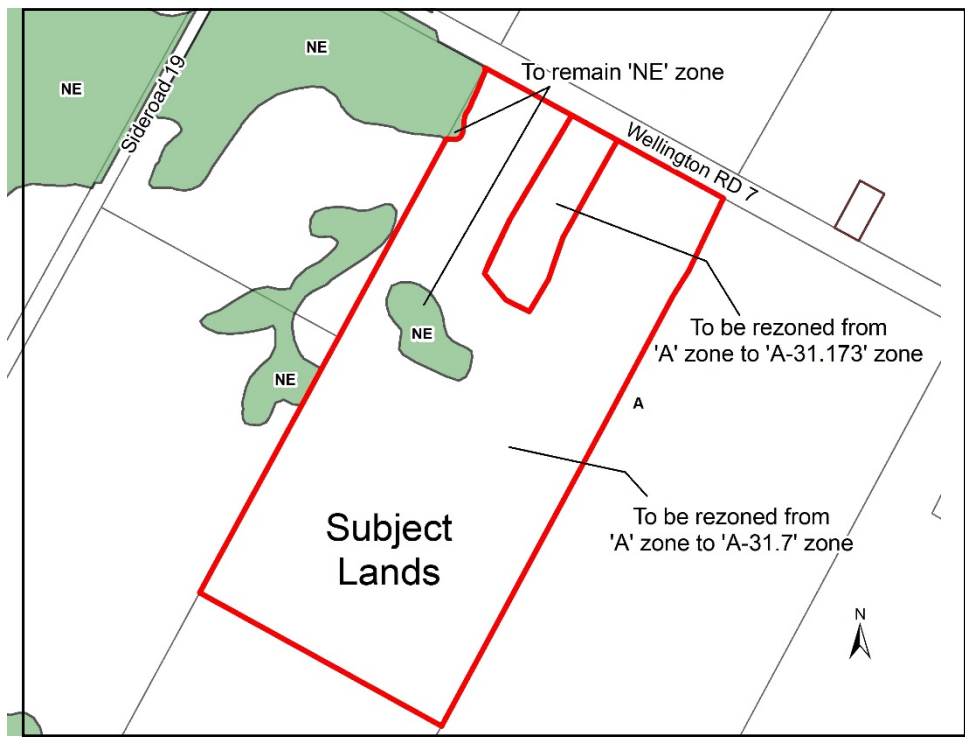 NE
NE
To remain 'NE' zone
Sideroad 19
Wellington RD 7
To be rezoned from
'A' zone to 'A-31.173' zone
NE
NE
A
To be rezoned from
'A' zone to 'A-31.7' zone
Subject
Lands
N